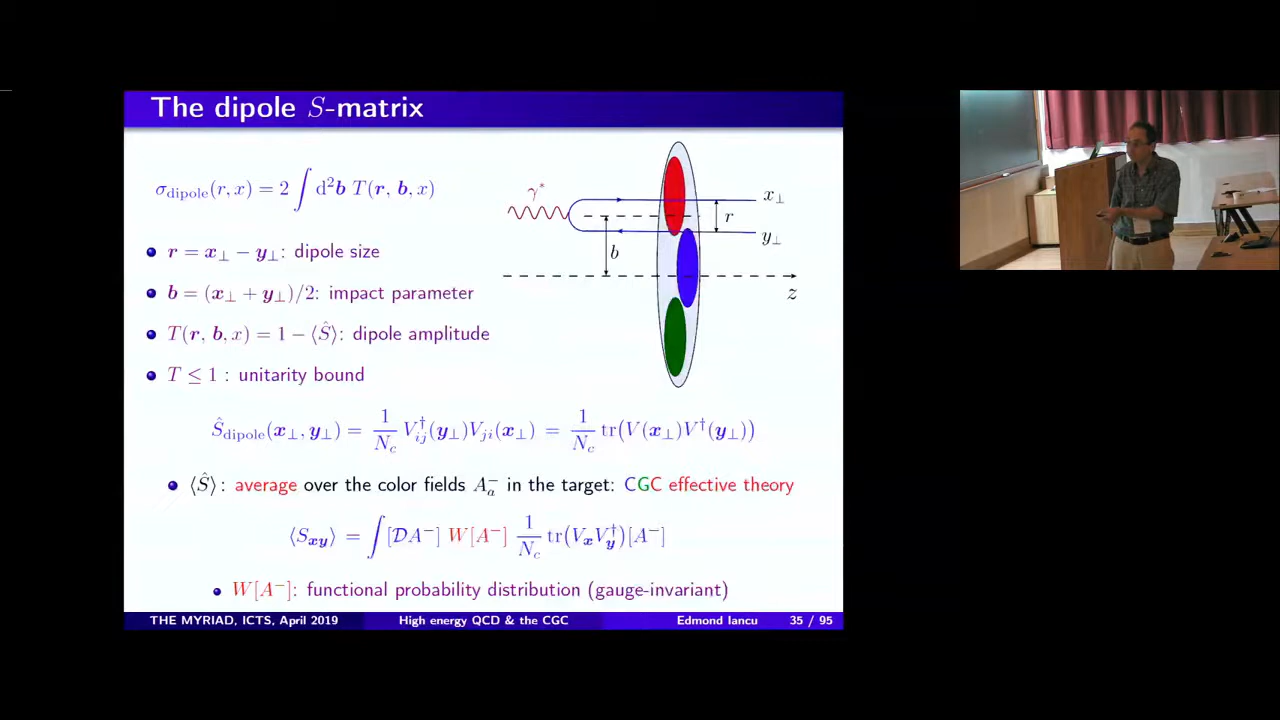 The dipole S-matrix
σ_dipole(r, x) = 2 ∫ d²b T(r, b, x)
γ*
x⊥
r
y⊥
b
z
r = x⊥ − y⊥: dipole size
b = (x⊥ + y⊥)/2: impact parameter
T(r, b, x) = 1 − ⟨Ŝ⟩: dipole amplitude
T ≤ 1 : unitarity bound
Ŝ_dipole(x⊥, y⊥) = 1/N_c V†_ij(y⊥)V_ji(x⊥) = 1/N_c tr(V(x⊥)V†(y⊥))
⟨Ŝ⟩: average over the color fields A⁻_a in the target: CGC effective theory
⟨S_xy⟩ = ∫[𝒟A⁻] W[A⁻] 1/N_c tr(V_x V†_y)[A⁻]
W[A⁻]: functional probability distribution (gauge-invariant)
THE MYRIAD, ICTS, April 2019 High energy QCD & the CGC Edmond Iancu 35 / 95